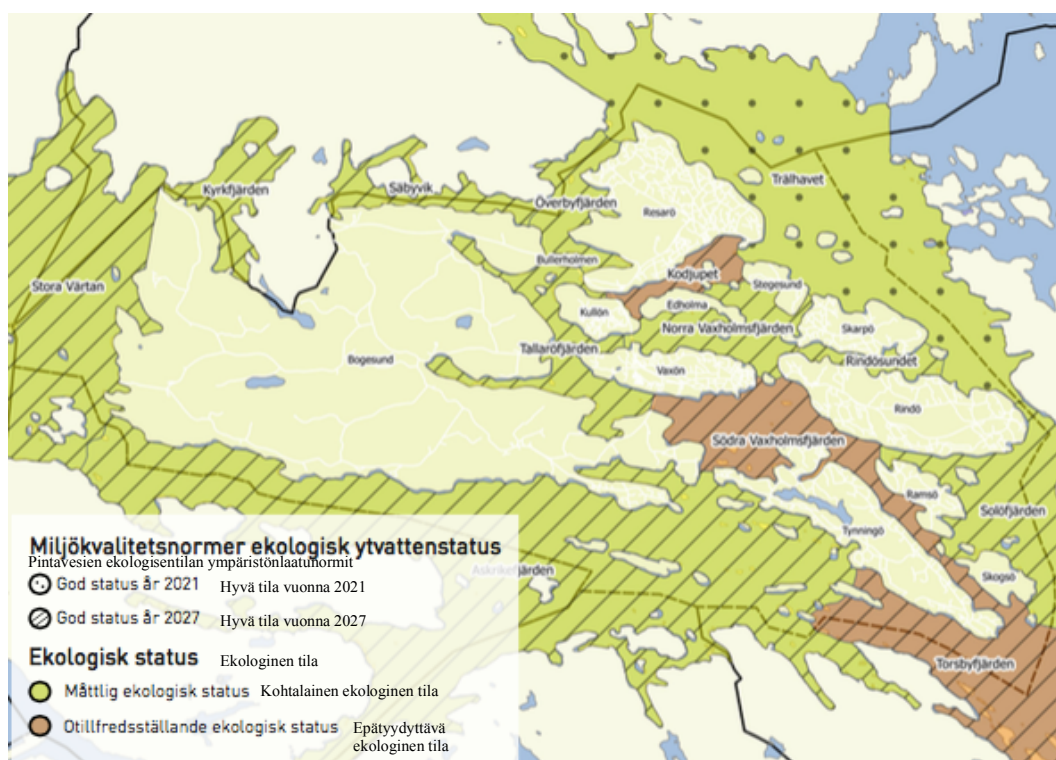 Trälhavet
Kyrkfjärden
Säbyvik
Överbyfjärden
Resarö
Bullerholmen
Kodjupet
Stegesund
Stora Värtan
Edholma
Kullön
Norra Vaxholmsfjärden
Skarpö
Tallaröfjärden
Bogesund
Rindösundet
Vaxön
Rindö
Södra Vaxholmsfjärden
Ramsö
Solöfjärden
Tynningö
Askrikefjärden
Skogsö
Torsbyfjärden
Miljökvalitetsnormer ekologisk ytvattenstatus
Pintavesien ekologisentilan ympäristönlaatuhormit
God status år 2021 Hyvä tila vuonna 2021
God status år 2027 Hyvä tila vuonna 2027
Ekologisk status Ekologinen tila
Måttlig ekologisk status Kohtalainen ekologinen tila
Otillfredsställande ekologisk status Epätyydyttävä
ekologinen tila